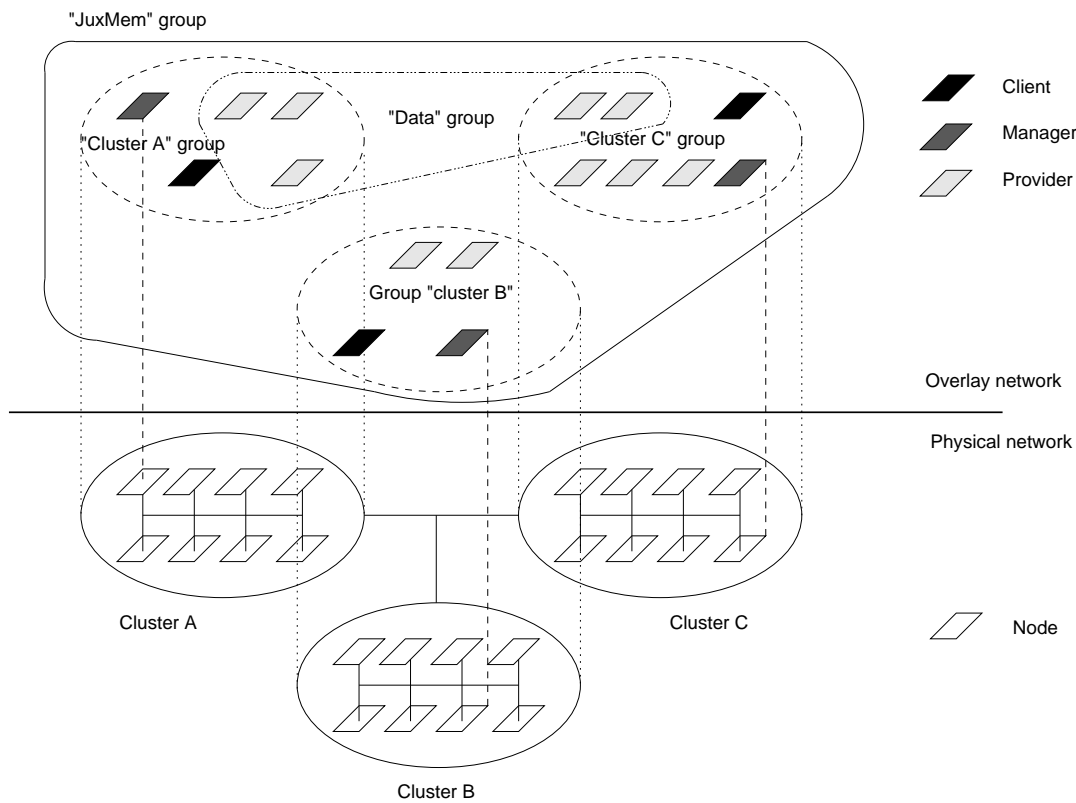 "JuxMem" group
Client
"Data" group
Manager
"Cluster A" group
"Cluster C" group
Provider
Group "cluster B"
Overlay network
Physical network
Cluster A
Cluster C
Node
Cluster B